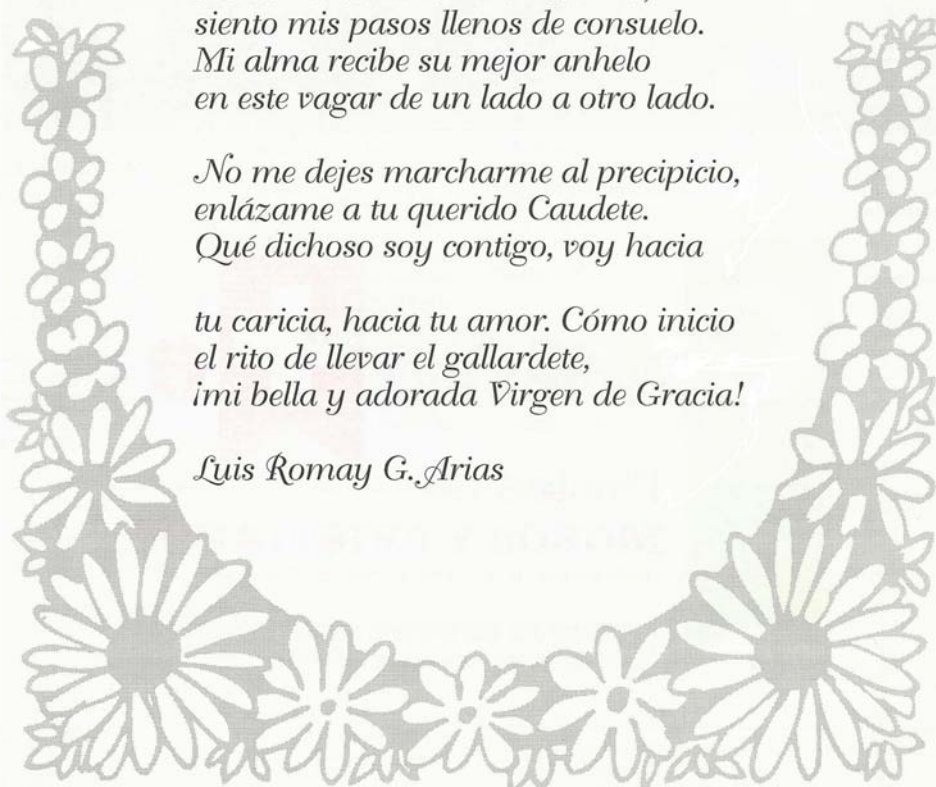 siento mis pasos llenos de consuelo.
Mi alma recibe su mejor anhelo
en este vagar de un lado a otro lado.

No me dejes marcharme al precipicio,
enlázame a tu querido Caudete.
Qué dichoso soy contigo, voy hacia

tu caricia, hacia tu amor. Cómo inicio
el rito de llevar el gallardete,
¡mi bella y adorada Virgen de Gracia!

Luis Romay G. Arias